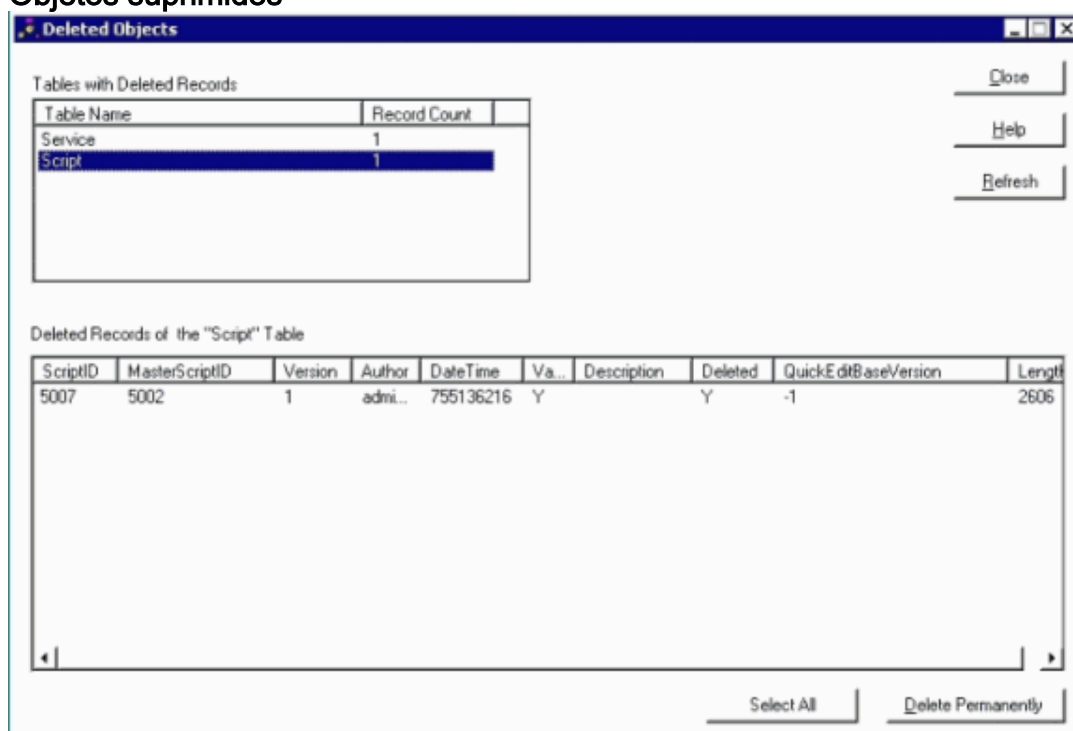 Objetos suprimidos
Deleted Objects
Close
Tables with Deleted Records
Table Name Record Count
Help
Service 1
Script 1
Refresh
Deleted Records of the "Script" Table
ScriptID MasterScriptID Version Author DateTime Va... Description Deleted QuickEditBaseVersion Length
5007 5002 1 admi... 755136216 Y Y -1 2606
Select All Delete Permanently